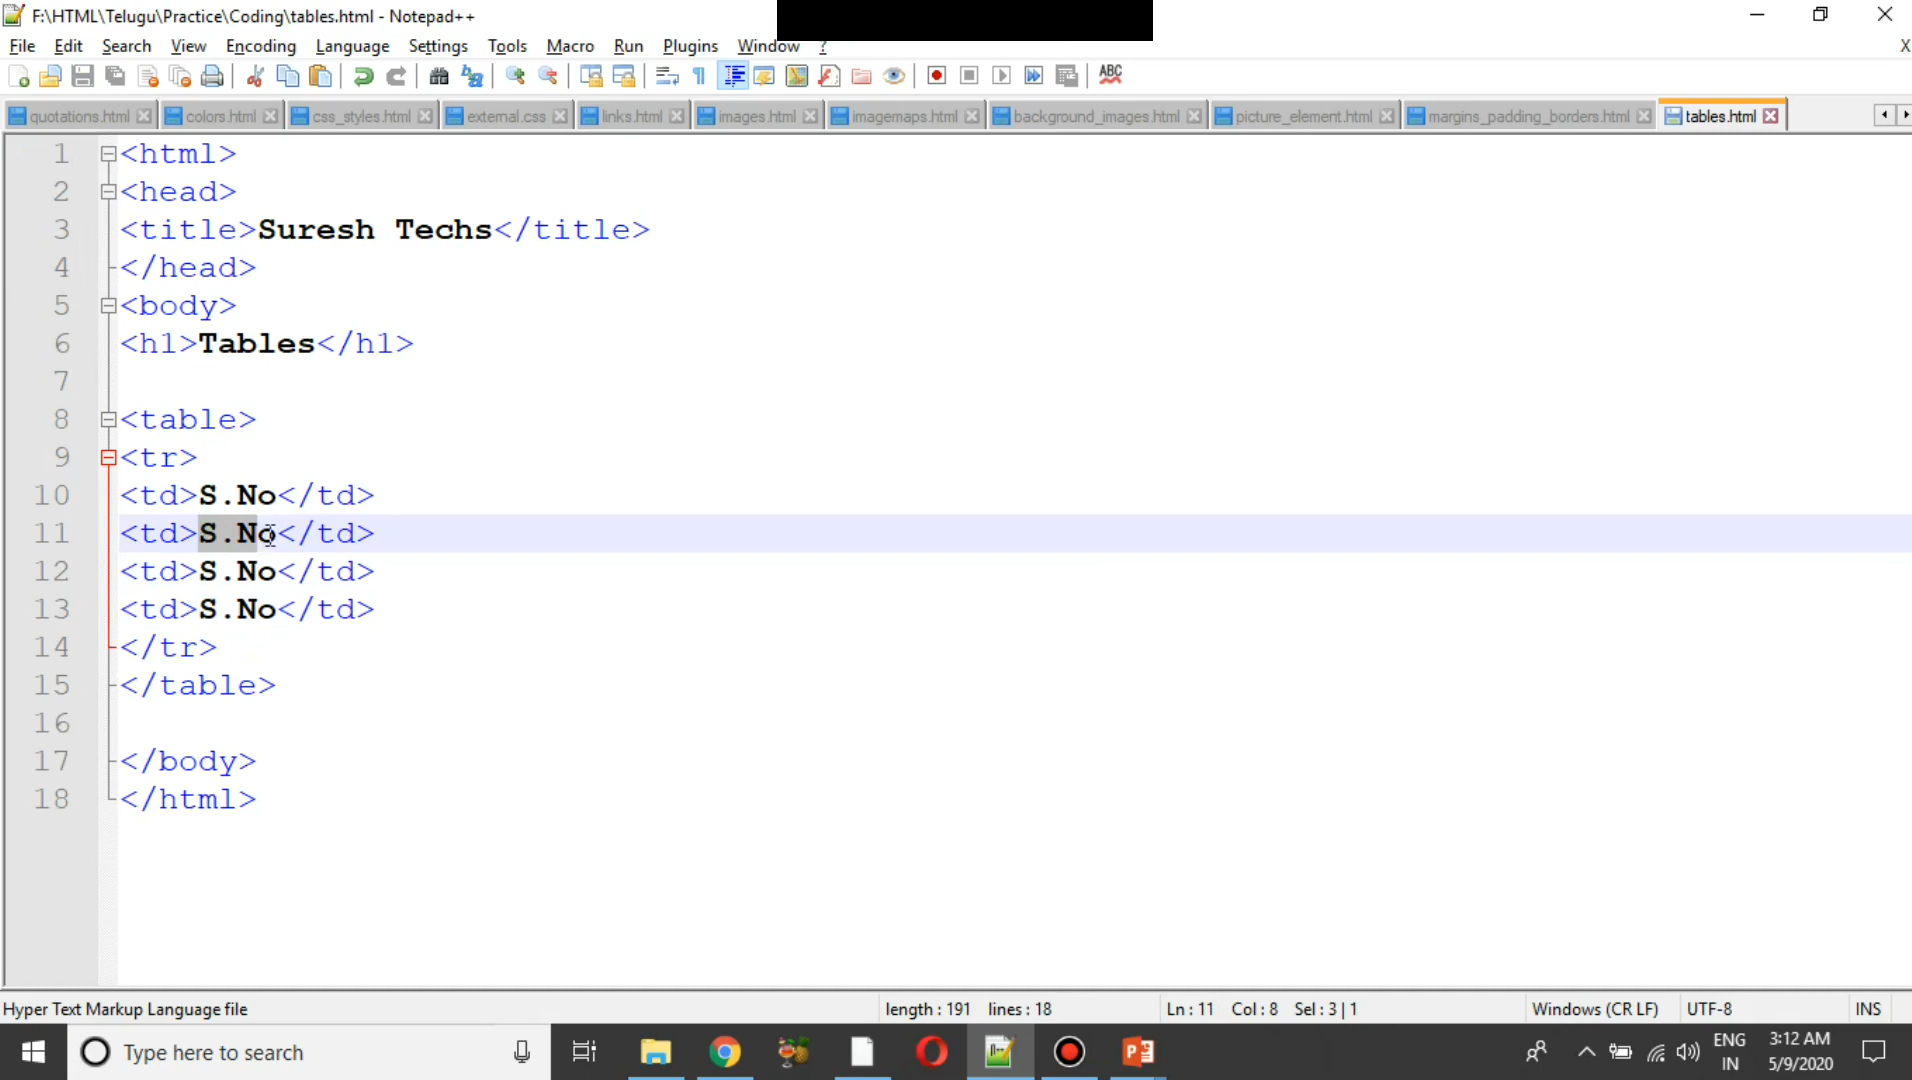 F:\HTML\Telugu\Practice\Coding\tables.html - Notepad++
File Edit Search View Encoding Language Settings Tools Macro Run Plugins Window ? X
ABC
quotations.html colors.html css_styles.html external.css links.html images.html imagemaps.html background_images.html picture_element.html margins_padding_borders.html tables.html
1 <html>
2 <head>
3 <title>Suresh Techs</title>
4 </head>
5 <body>
6 <h1>Tables</h1>
7
8 <table>
9 <tr>
10 <td>S.No</td>
11 <td>S.No</td>
12 <td>S.No</td>
13 <td>S.No</td>
14 </tr>
15 </table>
16
17 </body>
18 </html>
Hyper Text Markup Language file length : 191 lines : 18 Ln : 11 Col : 8 Sel : 3 | 1 Windows (CR LF) UTF-8 INS
Type here to search
ENG
IN
3:12 AM
5/9/2020